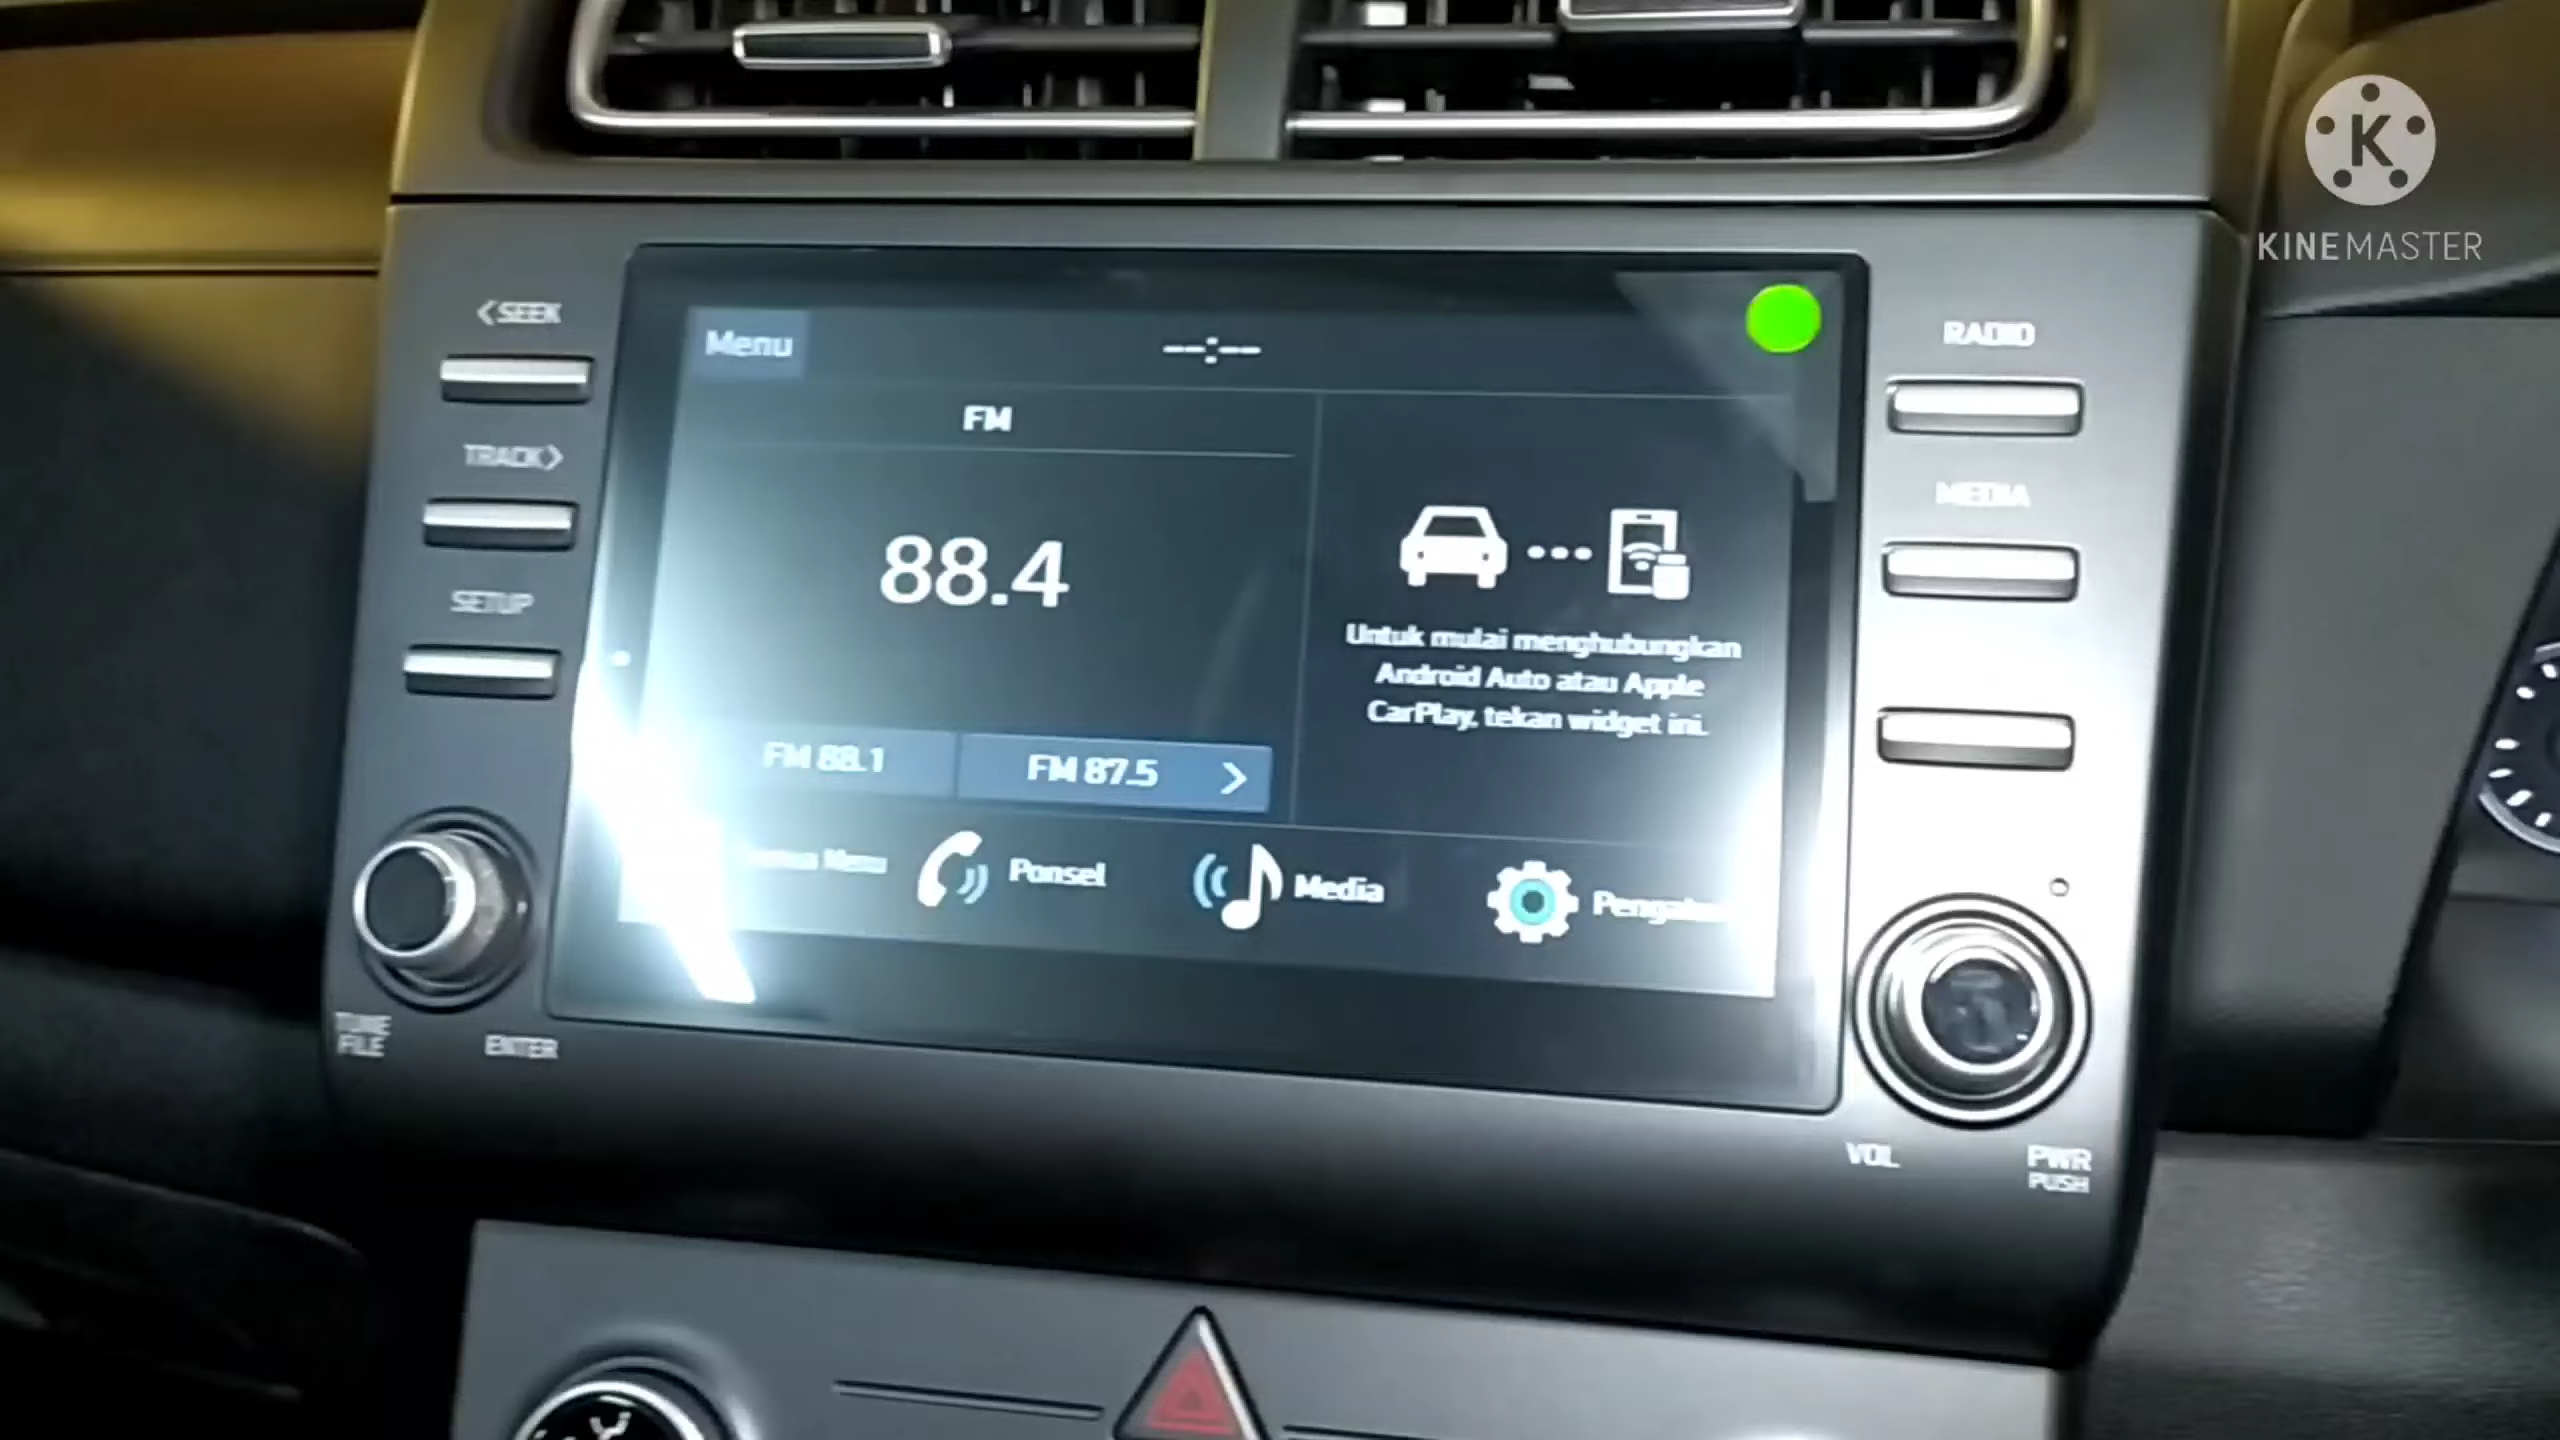 K
KINEMASTER
<SEEK
TRACK>
SETUP
TUNE
FILE
ENTER
Menu
--:--
FM
88.4
FM 88.1
FM 87.5 >
Untuk mulai menghubungkan
Android Auto atau Apple
CarPlay, tekan widget ini.
Menu
Ponsel
Media
RADIO
MEDIA
VOL
PWR
PUSH